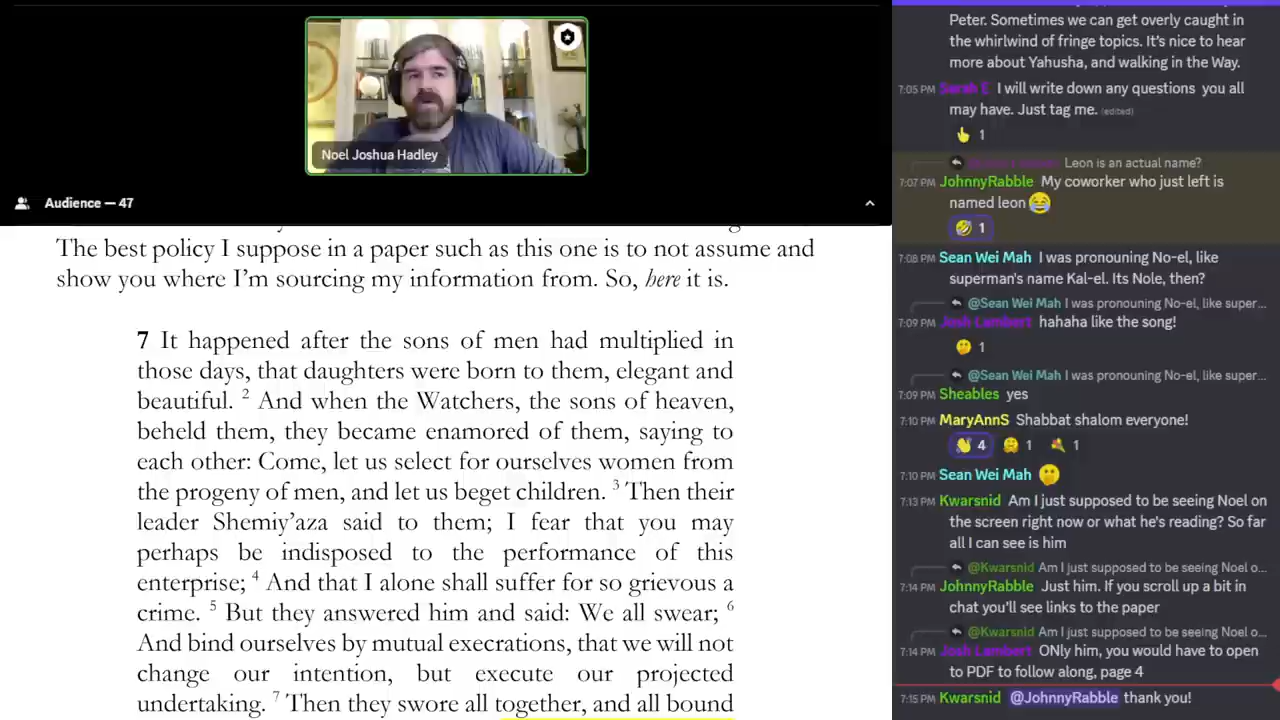 Noel Joshua Hadley
Audience — 47
The best policy I suppose in a paper such as this one is to not assume and
show you where I'm sourcing my information from. So, here it is.
7 It happened after the sons of men had multiplied in
those days, that daughters were born to them, elegant and
beautiful. 2 And when the Watchers, the sons of heaven,
beheld them, they became enamored of them, saying to
each other: Come, let us select for ourselves women from
the progeny of men, and let us beget children. 3 Then their
leader Shemiy'aza said to them; I fear that you may
perhaps be indisposed to the performance of this
enterprise; 4 And that I alone shall suffer for so grievous a
crime. 5 But they answered him and said: We all swear; 6
And bind ourselves by mutual execrations, that we will not
change our intention, but execute our projected
undertaking. 7 Then they swore all together, and all bound
Peter. Sometimes we can get overly caught in
the whirlwind of fringe topics. It's nice to hear
more about Yahusha, and walking in the Way.
7:05 PM Sarah E I will write down any questions you all
may have. Just tag me. (edited)
👆 1
Leon is an actual name?
7:07 PM JohnnyRabble My coworker who just left is
named leon 😂
🤣 1
7:08 PM Sean Wei Mah I was pronouning No-el, like
superman's name Kal-el. Its Nole, then?
@Sean Wei Mah I was pronouning No-el, like super...
7:09 PM Josh Lambert hahaha like the song!
1
@Sean Wei Mah I was pronouning No-el, like super...
7:09 PM Sheables yes
7:10 PM MaryAnnS Shabbat shalom everyone!
👋 4 1 1
7:10 PM Sean Wei Mah
7:13 PM Kwarsnid Am I just supposed to be seeing Noel on
the screen right now or what he's reading? So far
all I can see is him
@Kwarsnid Am I just supposed to be seeing Noel o...
7:14 PM JohnnyRabble Just him. If you scroll up a bit in
chat you'll see links to the paper
@Kwarsnid Am I just supposed to be seeing Noel o...
7:14 PM Josh Lambert ONly him, you would have to open
to PDF to follow along, page 4
7:15 PM Kwarsnid @JohnnyRabble thank you!